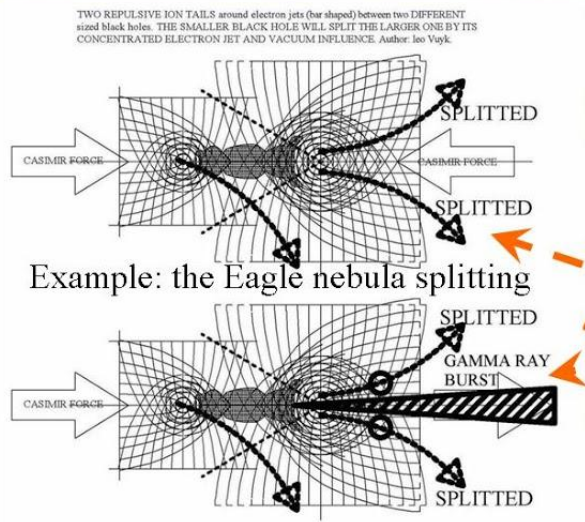 TWO REPULSIVE ION TAILS around electron jets (bar shaped) between two DIFFERENT
sized black holes. THE SMALLER BLACK HOLE WILL SPLIT THE LARGER ONE BY ITS
CONCENTRATED ELECTRON JET AND VACUUM INFLUENCE. Author: leo Vuyk.
SPLITTED
CASIMIR FORCE
CASIMIR FORCE
SPLITTED
Example: the Eagle nebula splitting
SPLITTED
GAMMA RAY
BURST
CASIMIR FORCE
SPLITTED